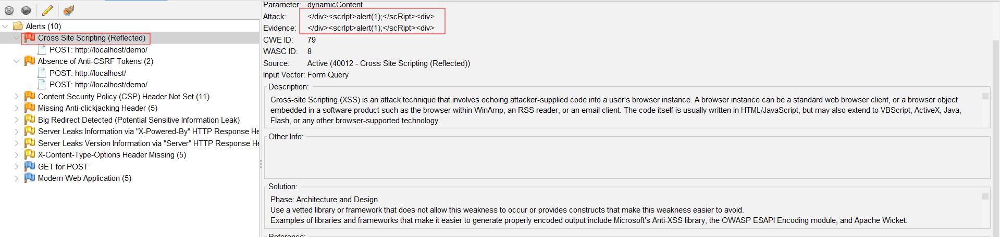 Alerts (10)
Cross Site Scripting (Reflected)
POST: http://localhost/demo/
Absence of Anti-CSRF Tokens (2)
POST: http://localhost/
POST: http://localhost/demo/
Content Security Policy (CSP) Header Not Set (11)
Missing Anti-clickjacking Header (5)
Big Redirect Detected (Potential Sensitive Information Leak)
Server Leaks Information via "X-Powered-By" HTTP Response He
Server Leaks Version Information via "Server" HTTP Response He
X-Content-Type-Options Header Missing (5)
GET for POST
Modern Web Application (5)
Parameter: dynamicContent
Attack: </div><scrIpt>alert(1);</scRipt><div>
Evidence: </div><scrIpt>alert(1);</scRipt><div>
CWE ID: 79
WASC ID: 8
Source: Active (40012 - Cross Site Scripting (Reflected))
Input Vector: Form Query
Description:
Cross-site Scripting (XSS) is an attack technique that involves echoing attacker-supplied code into a user's browser instance. A browser instance can be a standard web browser client, or a browser object
embedded in a software product such as the browser within WinAmp, an RSS reader, or an email client. The code itself is usually written in HTML/JavaScript, but may also extend to VBScript, ActiveX, Java,
Flash, or any other browser-supported technology.
Other Info:
Solution:
Phase: Architecture and Design
Use a vetted library or framework that does not allow this weakness to occur or provides constructs that make this weakness easier to avoid.
Examples of libraries and frameworks that make it easier to generate properly encoded output include Microsoft's Anti-XSS library, the OWASP ESAPI Encoding module, and Apache Wicket.
Reference: